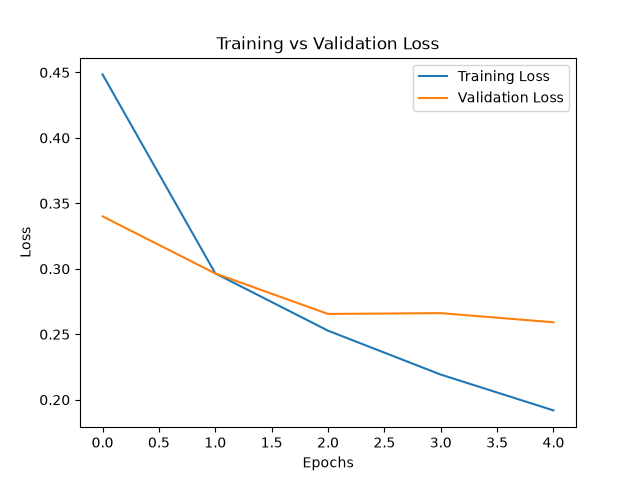 Training vs Validation Loss
Training Loss
Validation Loss
Loss
0.45
0.40
0.35
0.30
0.25
0.20
0.0 0.5 1.0 1.5 2.0 2.5 3.0 3.5 4.0
Epochs